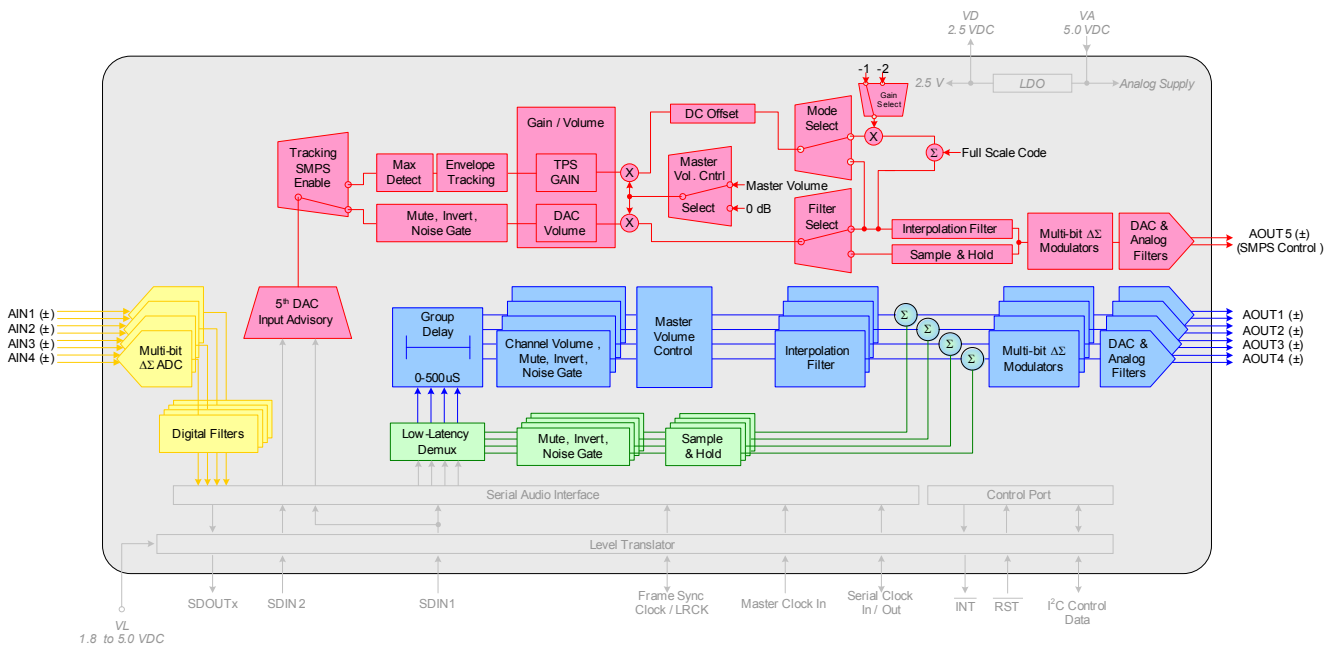 VD
2.5 VDC
VA
5.0 VDC
2.5 V
LDO
Analog Supply
-1
-2
Gain
Select
Mode
Select
X
Σ
Full Scale Code
DC Offset
Gain / Volume
Tracking
SMPS
Enable
Max
Detect
Envelope
Tracking
TPS
GAIN
X
Master
Vol. Cntrl
Select
Master Volume
0 dB
Mute, Invert,
Noise Gate
DAC
Volume
X
Filter
Select
Interpolation Filter
Sample & Hold
Multi-bit ΔΣ
Modulators
DAC &
Analog
Filters
AOUT5 (±)
(SMPS Control)
5th DAC
Input Advisory
AIN1 (±)
AIN2 (±)
AIN3 (±)
AIN4 (±)
Multi-bit
ΔΣ ADC
Digital Filters
Group
Delay
0-500uS
Channel Volume,
Mute, Invert,
Noise Gate
Master
Volume
Control
Interpolation
Filter
Σ
Σ
Σ
Σ
Multi-bit ΔΣ
Modulators
DAC &
Analog
Filters
AOUT1 (±)
AOUT2 (±)
AOUT3 (±)
AOUT4 (±)
Low-Latency
Demux
Mute, Invert,
Noise Gate
Sample
& Hold
Serial Audio Interface
Control Port
Level Translator
VL
1.8 to 5.0 VDC
SDOUTx
SDIN2
SDIN1
Frame Sync
Clock / LRCK
Master Clock In
Serial Clock
In / Out
INT
RST
I²C Control
Data